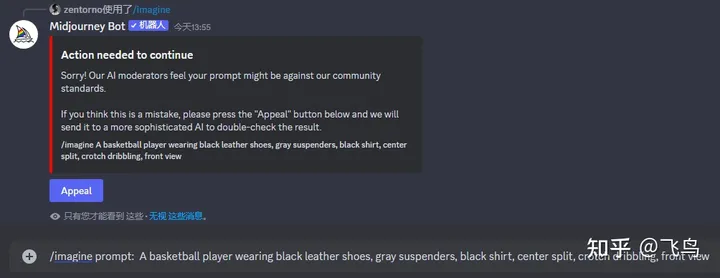 zentorno使用了/imagine
Midjourney Bot ✓机器人 今天13:55
Action needed to continue
Sorry! Our AI moderators feel your prompt might be against our community
standards.
If you think this is a mistake, please press the "Appeal" button below and we will
send it to a more sophisticated AI to double-check the result.
/imagine A basketball player wearing black leather shoes, gray suspenders, black shirt, center
split, crotch dribbling, front view
Appeal
只有您才能看到 这些 · 无视 这些消息。
/imagine prompt: A basketball player wearing black leather shoes, gray suspenders, black shirt, center split, crotch dribbling, front view
知乎 @飞鸟